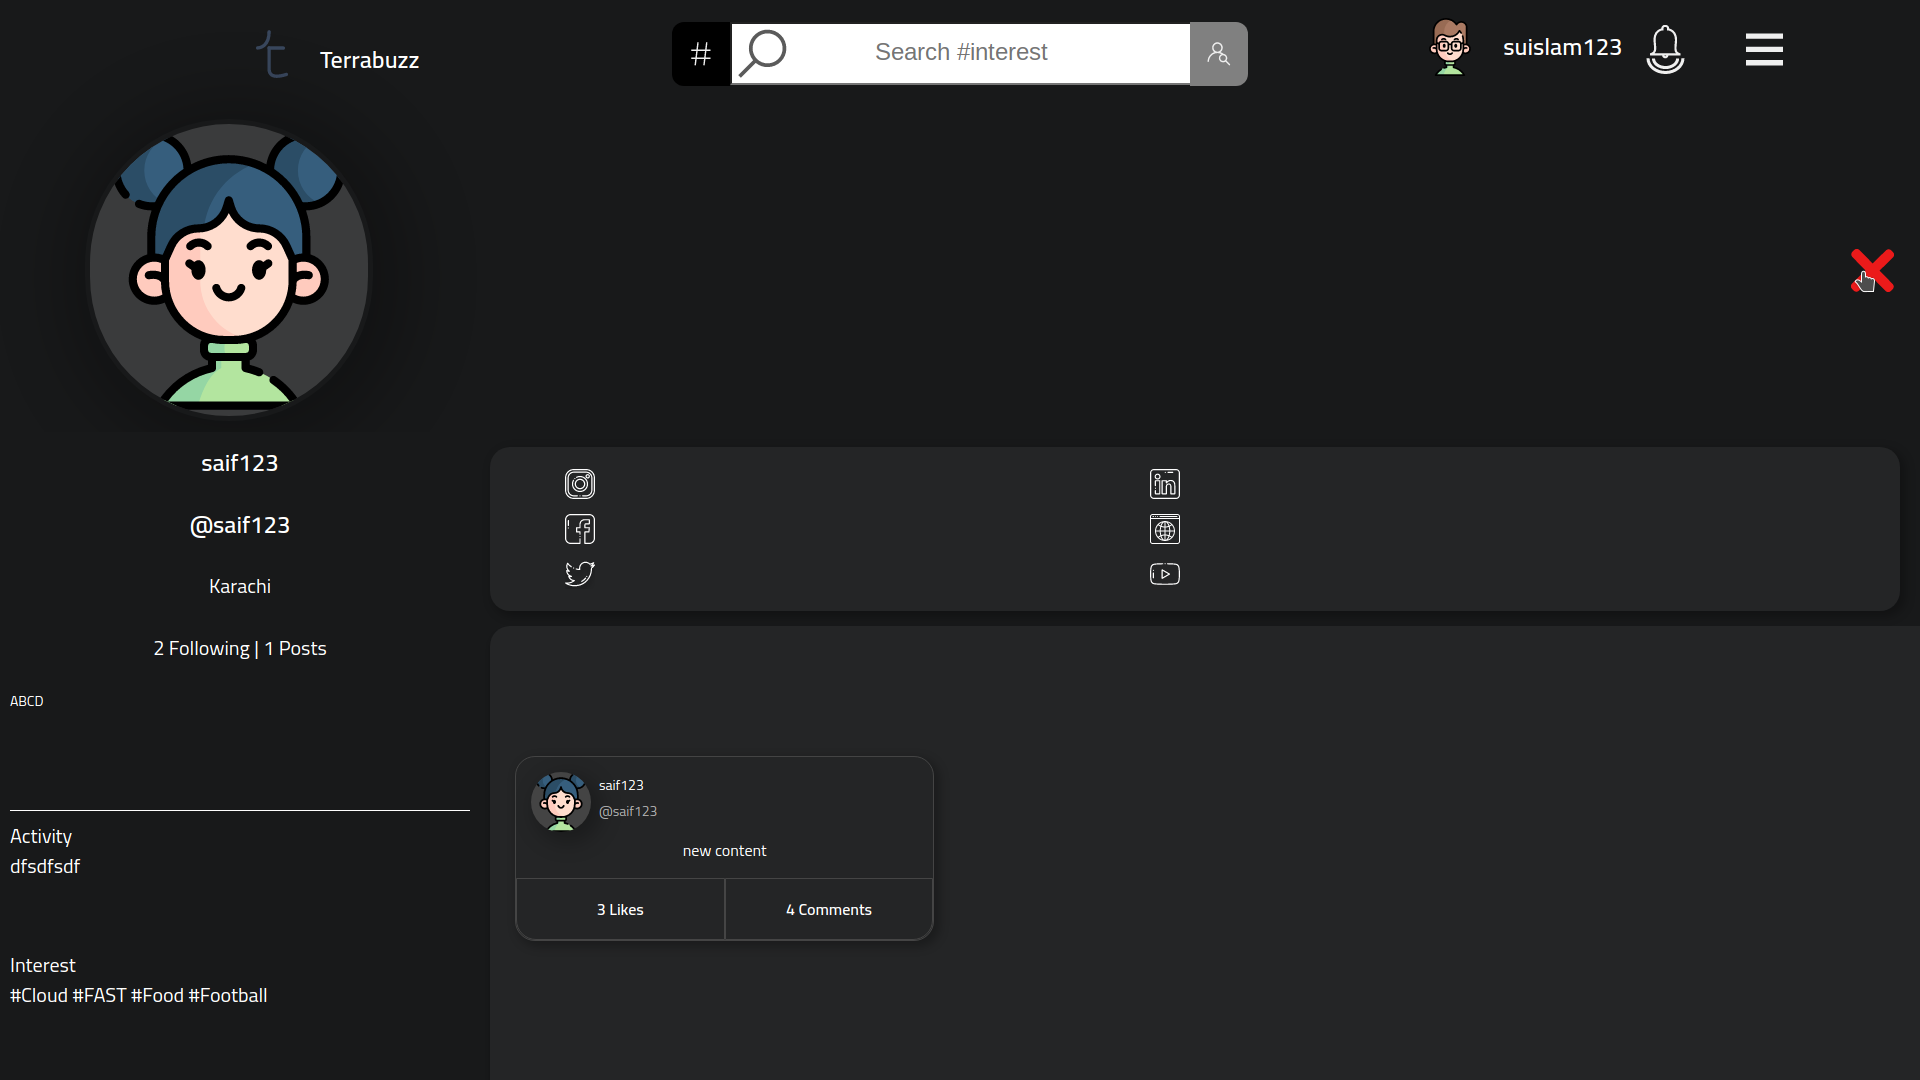 Terrabuzz
#
Search #interest
suislam123
saif123
@saif123
Karachi
2 Following | 1 Posts
ABCD
Activity
dfsdfsdf
Interest
#Cloud #FAST #Food #Football
saif123
@saif123
new content
3 Likes
4 Comments